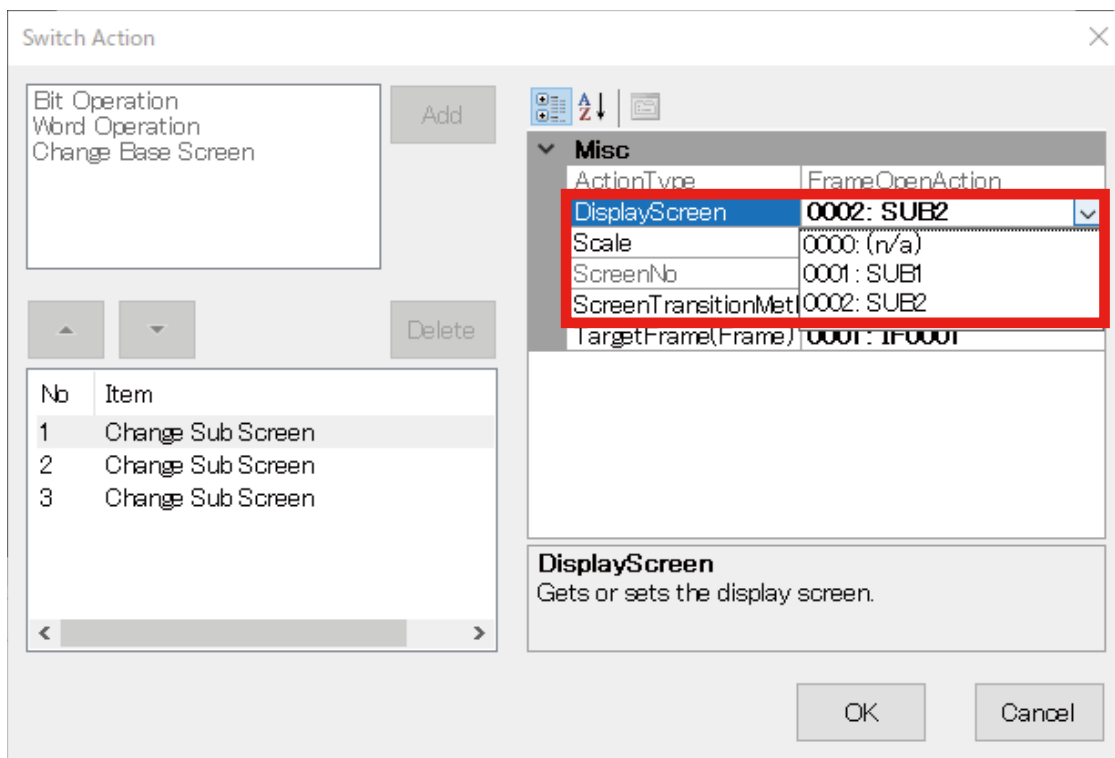 Switch Action
Bit Operation
Word Operation
Change Base Screen
Add
Delete
No Item
1 Change Sub Screen
2 Change Sub Screen
3 Change Sub Screen
Misc
ActionType FrameOpenAction
DisplayScreen 0002: SUB2
Scale 0000: (n/a)
ScreenNo 0001: SUB1
ScreenTransitionMetl 0002: SUB2
TargetFrame(Frame) 0001: IF0001
DisplayScreen
Gets or sets the display screen.
OK
Cancel